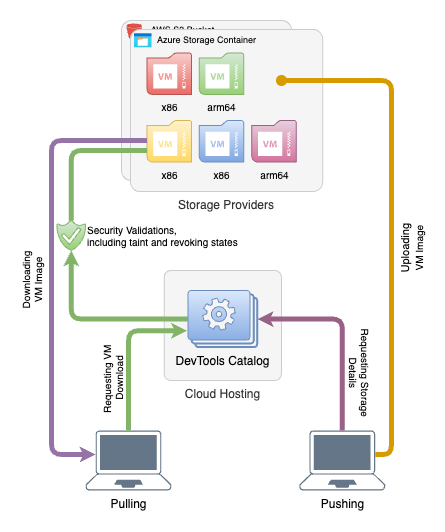 AWS S3 Bucket
Azure Storage Container
VM
VM
x86
arm64
VM
VM
VM
x86
x86
arm64
Storage Providers
Security Validations,
including taint and revoking states
Downloading
VM Image
Uploading
VM Image
Requesting VM
Download
Requesting Storage
Details
DevTools Catalog
Cloud Hosting
Pulling
Pushing